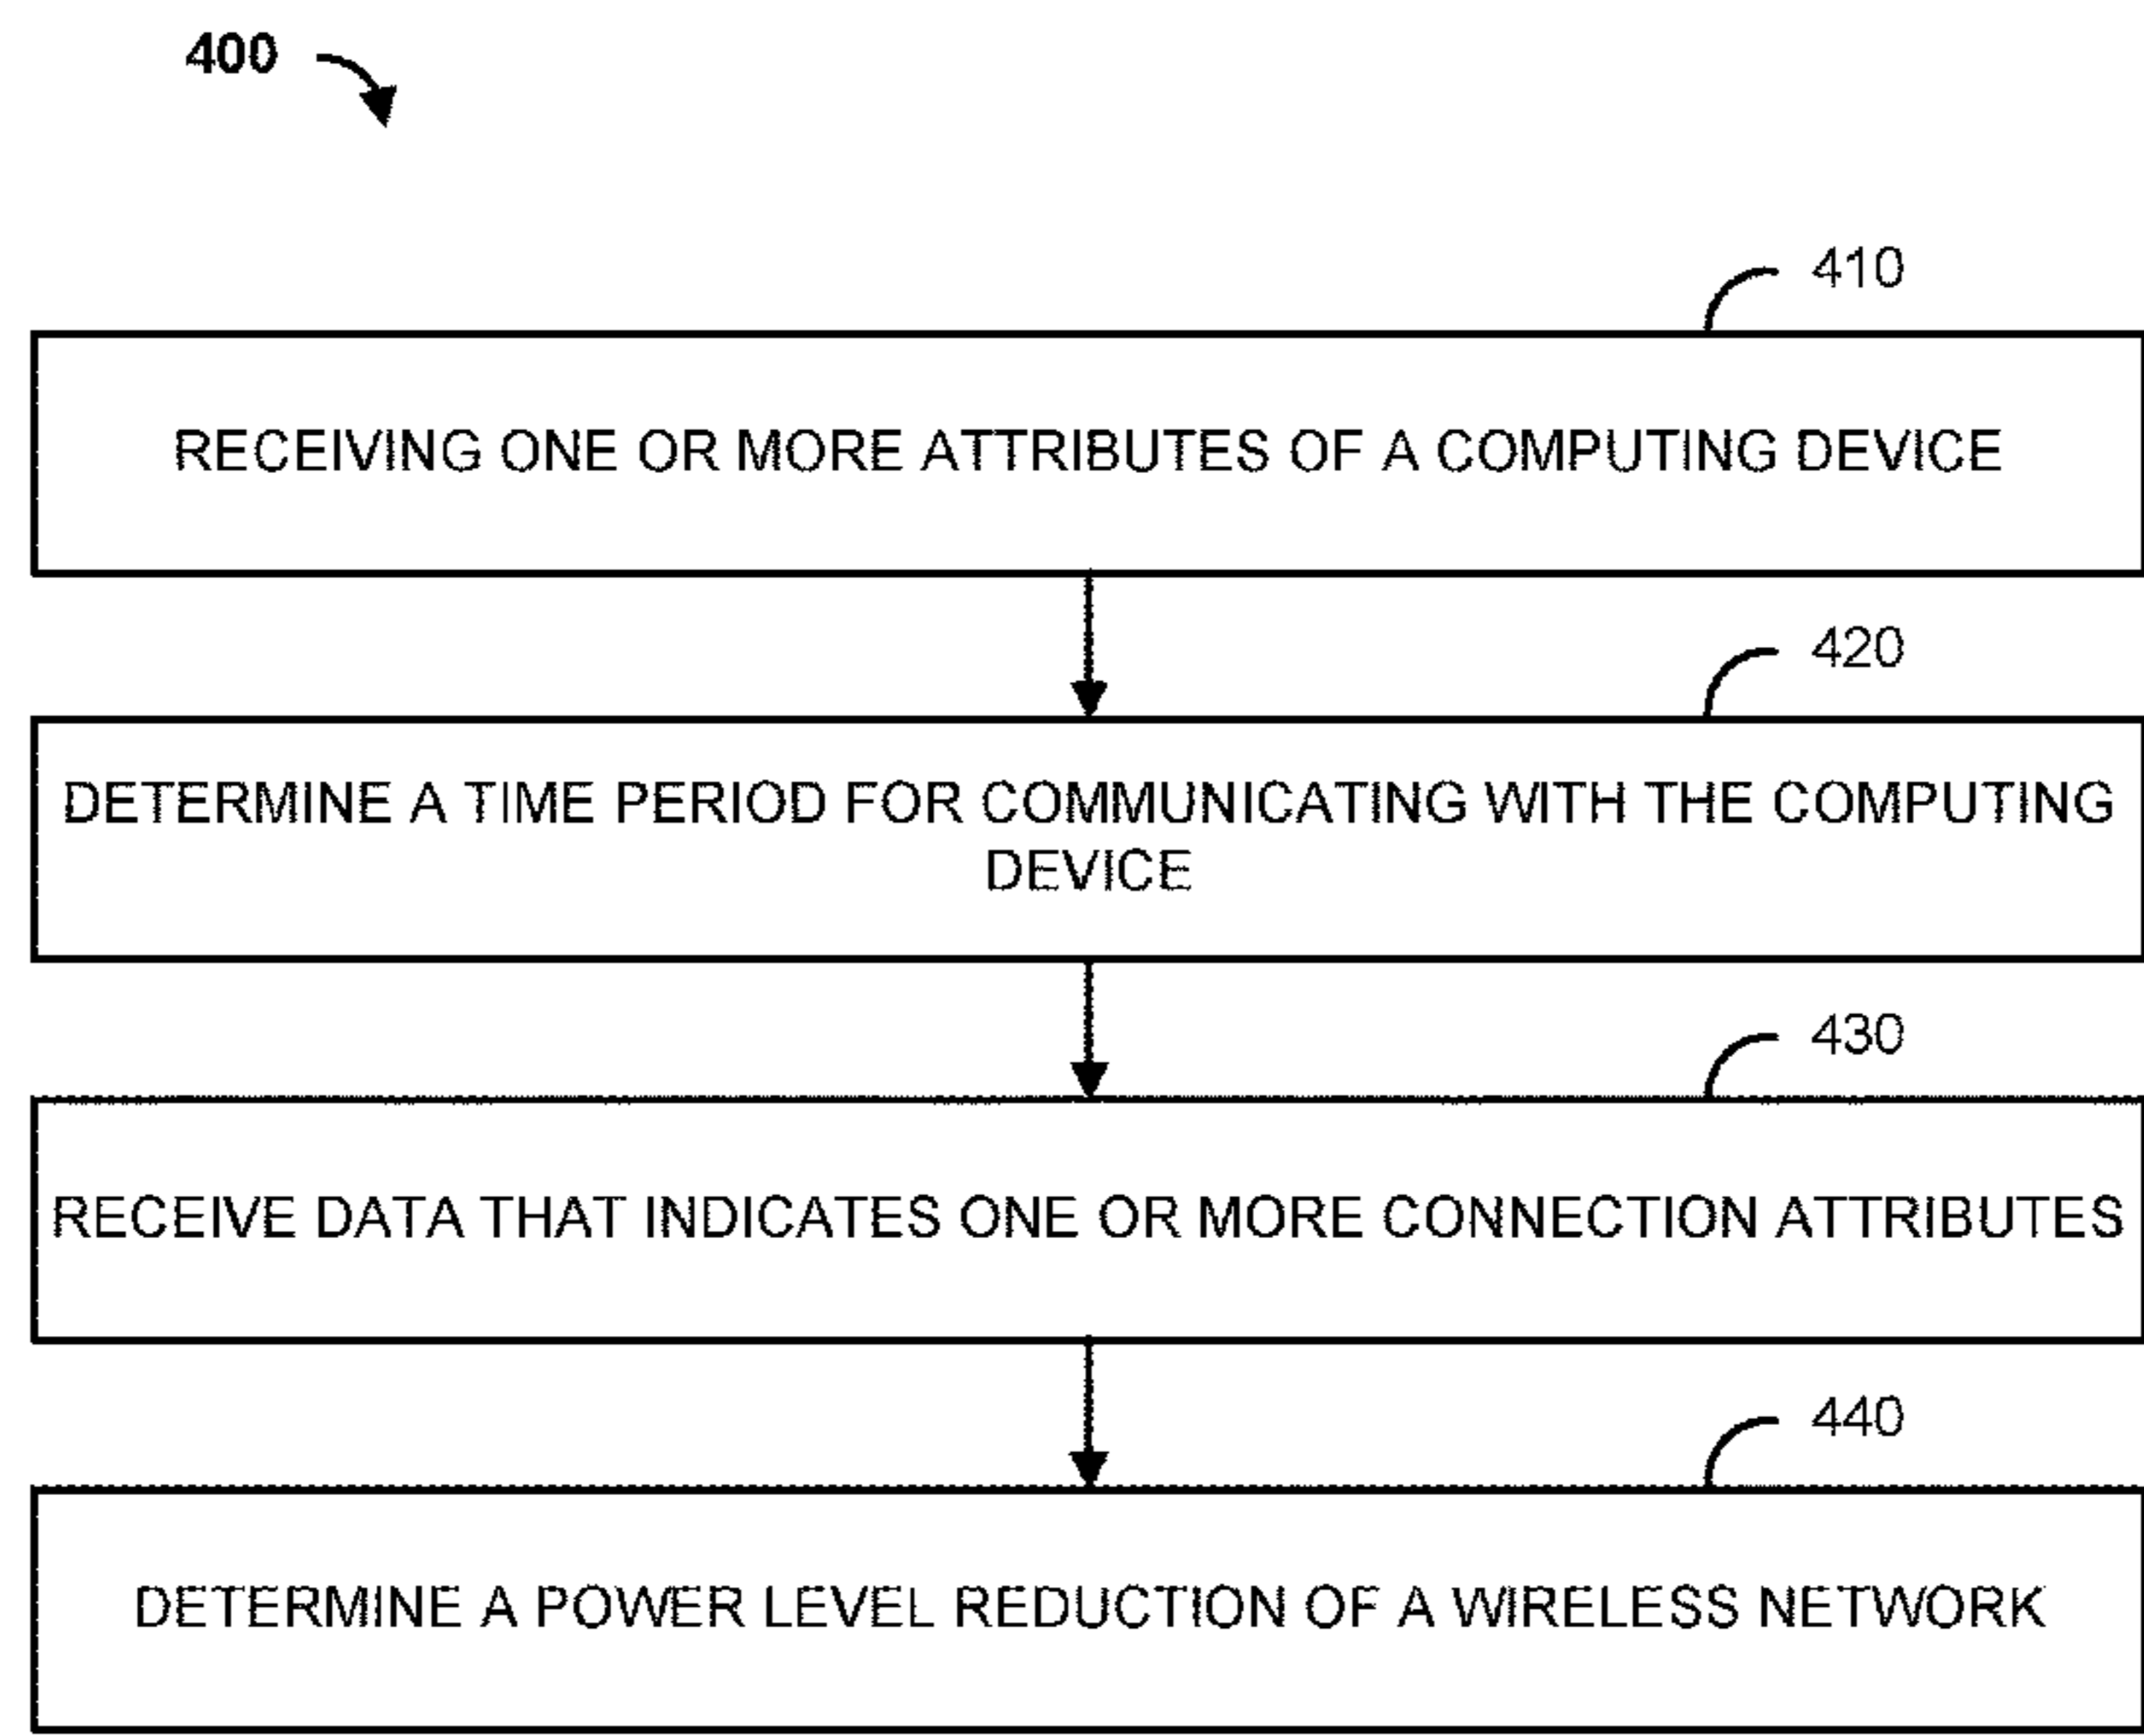 400
410
RECEIVING ONE OR MORE ATTRIBUTES OF A COMPUTING DEVICE
420
DETERMINE A TIME PERIOD FOR COMMUNICATING WITH THE COMPUTING
DEVICE
430
RECEIVE DATA THAT INDICATES ONE OR MORE CONNECTION ATTRIBUTES
440
DETERMINE A POWER LEVEL REDUCTION OF A WIRELESS NETWORK